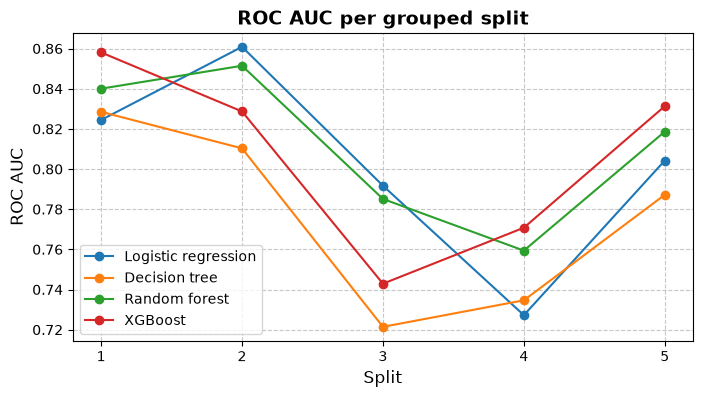 ROC AUC per grouped split
ROC AUC
0.86
0.84
0.82
0.80
0.78
0.76
0.74
0.72
Logistic regression
Decision tree
Random forest
XGBoost
1 2 3 4 5
Split